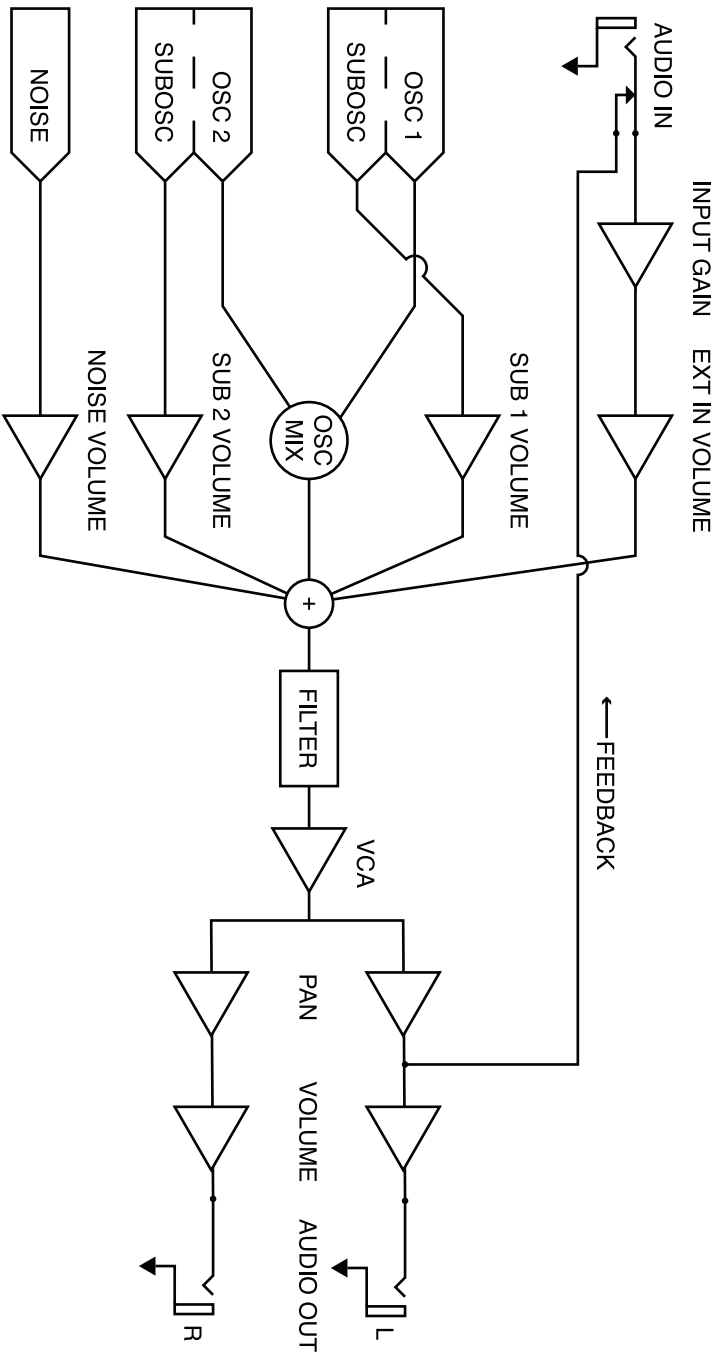 AUDIO IN
INPUT GAIN
EXT IN VOLUME
←FEEDBACK
OSC 1
SUBOSC
SUB 1 VOLUME
OSC
MIX
OSC 2
SUBOSC
SUB 2 VOLUME
NOISE
NOISE VOLUME
+
FILTER
VCA
PAN
VOLUME
AUDIO OUT
L
R